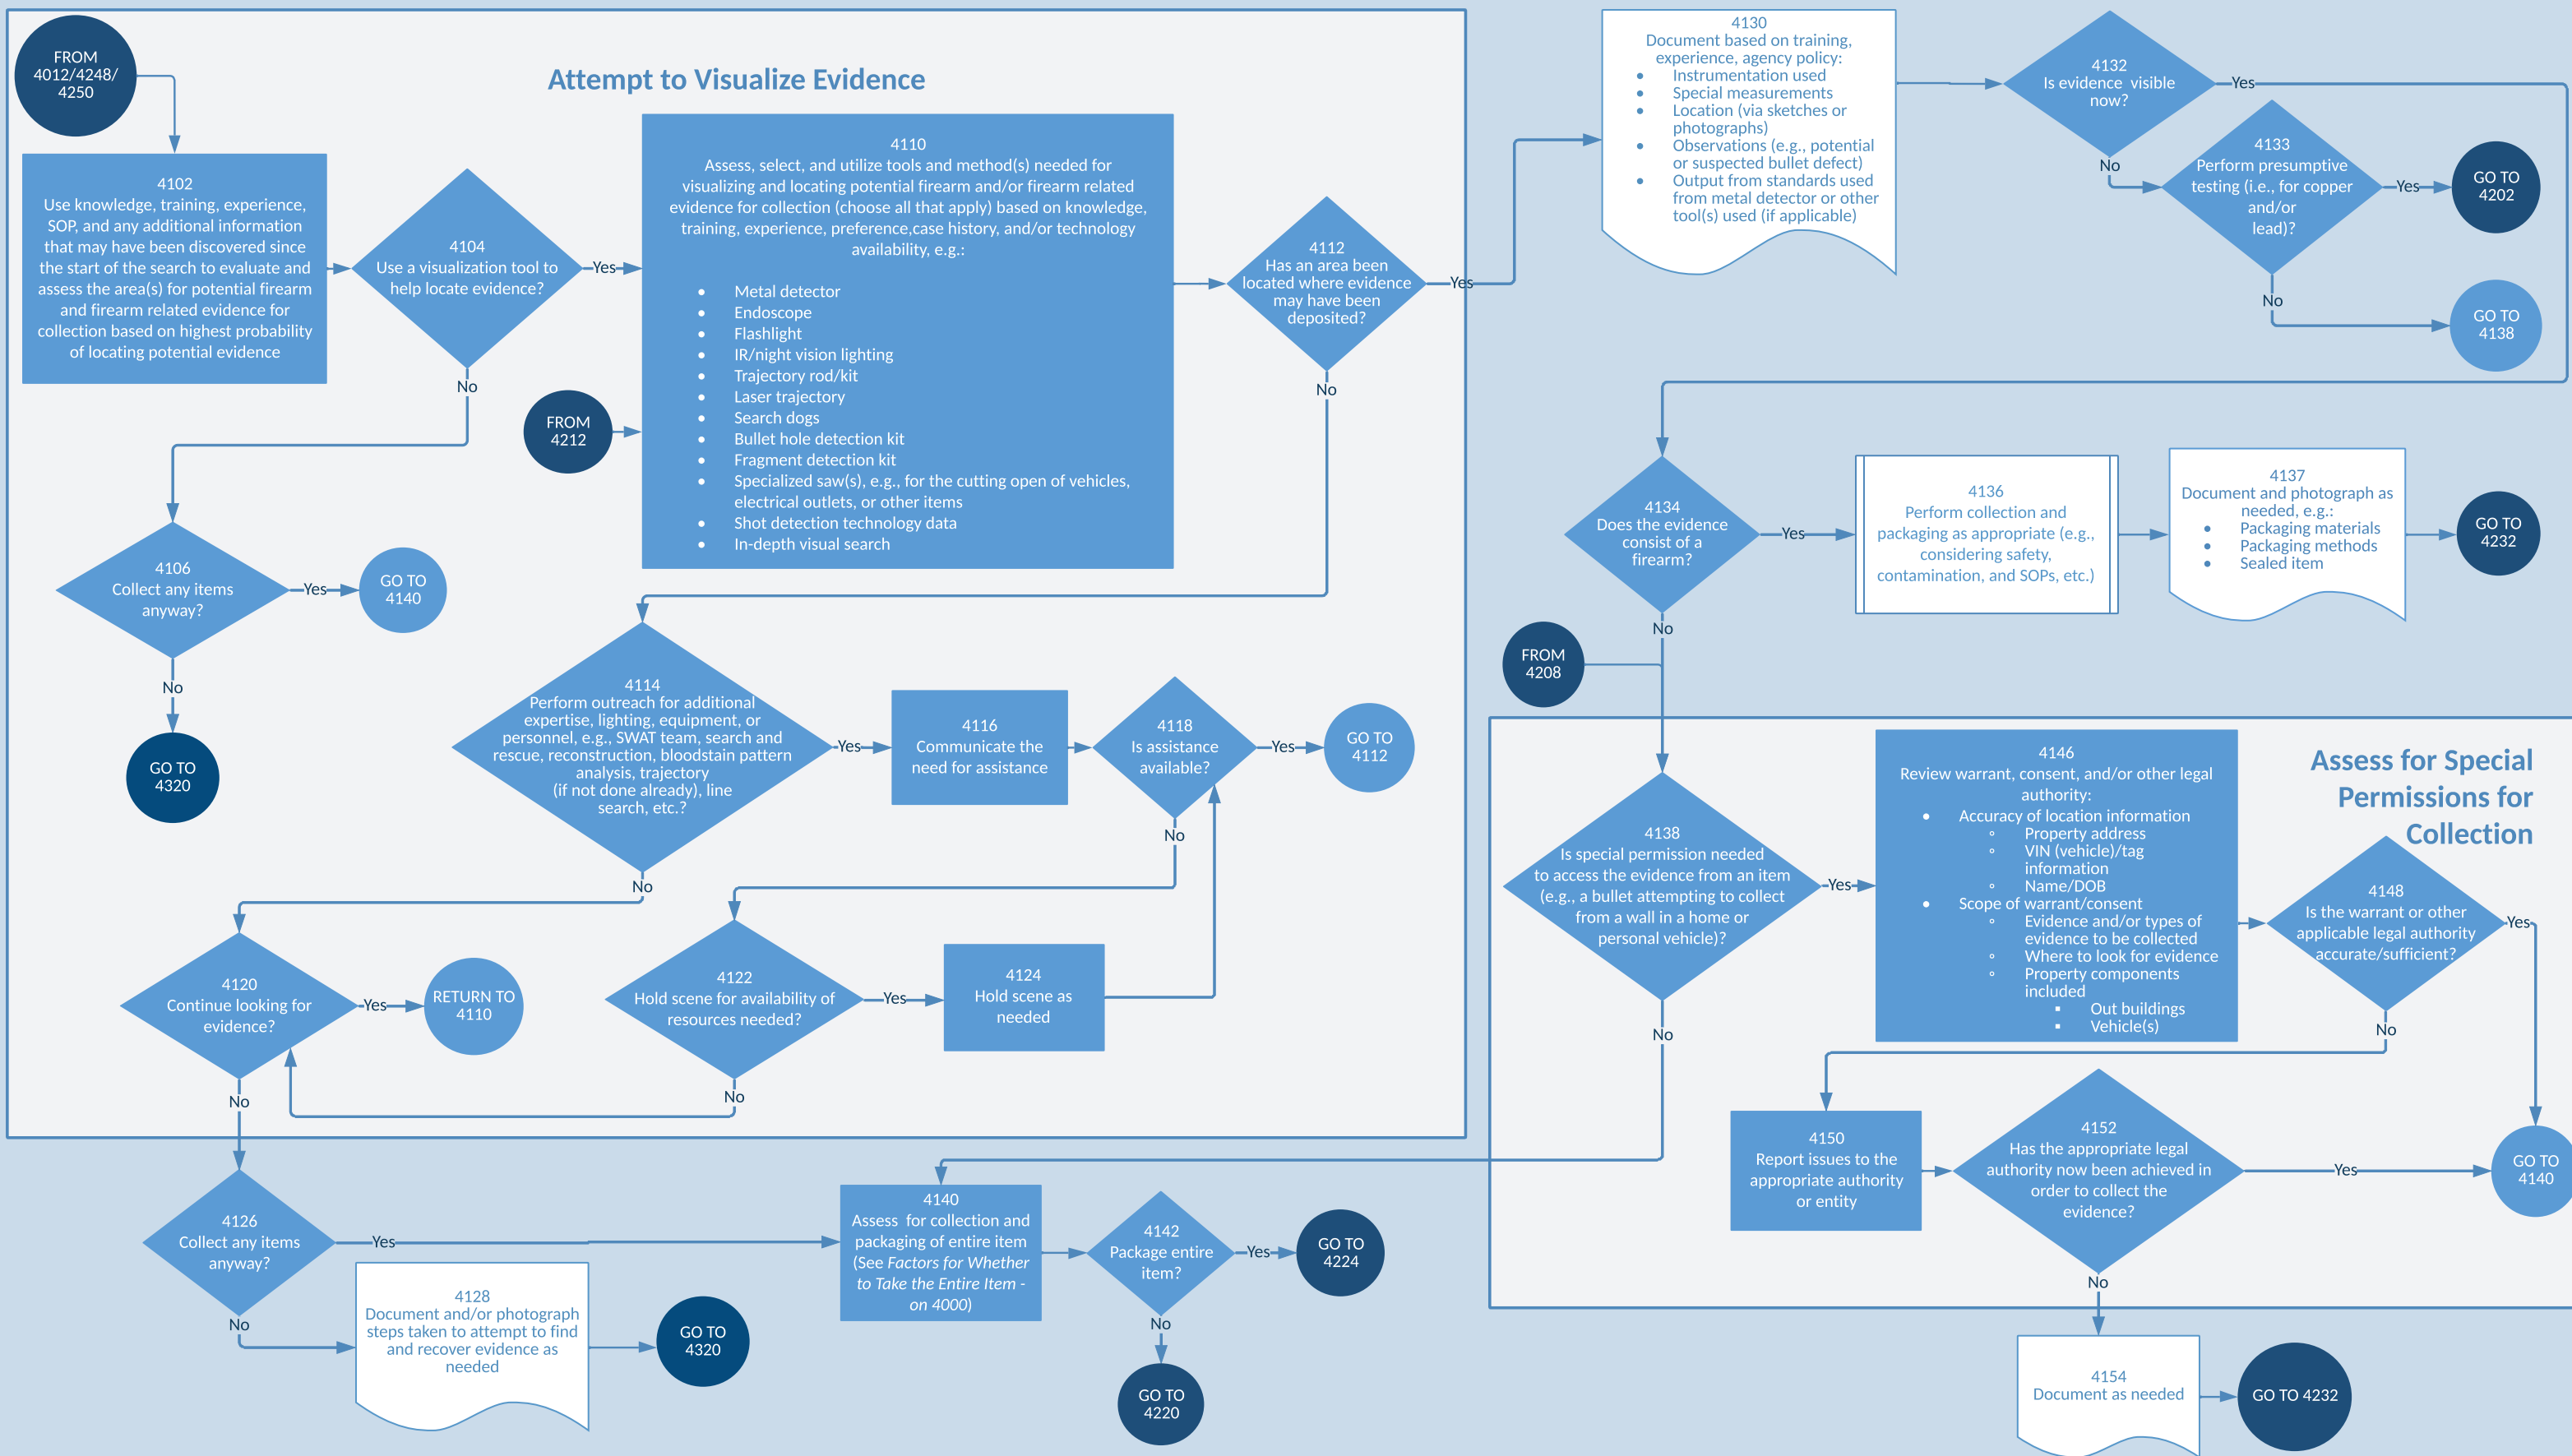 FROM
4012/4248/
4250
Attempt to Visualize Evidence
4102
Use knowledge, training, experience,
SOP, and any additional information
that may have been discovered since
the start of the search to evaluate and
assess the area(s) for potential firearm
and firearm related evidence for
collection based on highest probability
of locating potential evidence
4104
Use a visualization tool to
help locate evidence?
Yes
No
4110
Assess, select, and utilize tools and method(s) needed for
visualizing and locating potential firearm and/or firearm related
evidence for collection (choose all that apply) based on knowledge,
training, experience, preference,case history, and/or technology
availability, e.g.:
• Metal detector
• Endoscope
• Flashlight
• IR/night vision lighting
• Trajectory rod/kit
• Laser trajectory
• Search dogs
• Bullet hole detection kit
• Fragment detection kit
• Specialized saw(s), e.g., for the cutting open of vehicles,
electrical outlets, or other items
• Shot detection technology data
• In-depth visual search
FROM
4212
4112
Has an area been
located where evidence
may have been
deposited?
Yes
No
4106
Collect any items
anyway?
Yes
GO TO
4140
No
GO TO
4320
4114
Perform outreach for additional
expertise, lighting, equipment, or
personnel, e.g., SWAT team, search and
rescue, reconstruction, bloodstain pattern
analysis, trajectory
(if not done already), line
search, etc.?
Yes
No
4116
Communicate the
need for assistance
4118
Is assistance
available?
Yes
GO TO
4112
No
4120
Continue looking for
evidence?
Yes
RETURN TO
4110
No
4122
Hold scene for availability of
resources needed?
Yes
No
4124
Hold scene as
needed
4126
Collect any items
anyway?
Yes
No
4128
Document and/or photograph
steps taken to attempt to find
and recover evidence as
needed
GO TO
4320
4140
Assess for collection and
packaging of entire item
(See Factors for Whether
to Take the Entire Item -
on 4000)
4142
Package entire
item?
Yes
GO TO
4224
No
GO TO
4220
4130
Document based on training,
experience, agency policy:
• Instrumentation used
• Special measurements
• Location (via sketches or
photographs)
• Observations (e.g., potential
or suspected bullet defect)
• Output from standards used
from metal detector or other
tool(s) used (if applicable)
4132
Is evidence visible
now?
Yes
No
4133
Perform presumptive
testing (i.e., for copper
and/or
lead)?
Yes
GO TO
4202
No
GO TO
4138
4134
Does the evidence
consist of a
firearm?
Yes
No
4136
Perform collection and
packaging as appropriate (e.g.,
considering safety,
contamination, and SOPs, etc.)
4137
Document and photograph as
needed, e.g.:
• Packaging materials
• Packaging methods
• Sealed item
GO TO
4232
FROM
4208
Assess for Special
Permissions for
Collection
4138
Is special permission needed
to access the evidence from an item
(e.g., a bullet attempting to collect
from a wall in a home or
personal vehicle)?
Yes
No
4146
Review warrant, consent, and/or other legal
authority:
• Accuracy of location information
◦ Property address
◦ VIN (vehicle)/tag
information
◦ Name/DOB
• Scope of warrant/consent
◦ Evidence and/or types of
evidence to be collected
◦ Where to look for evidence
◦ Property components
included
▪ Out buildings
▪ Vehicle(s)
4148
Is the warrant or other
applicable legal authority
accurate/sufficient?
Yes
No
4150
Report issues to the
appropriate authority
or entity
4152
Has the appropriate legal
authority now been achieved in
order to collect the
evidence?
Yes
GO TO
4140
No
4154
Document as needed
GO TO 4232